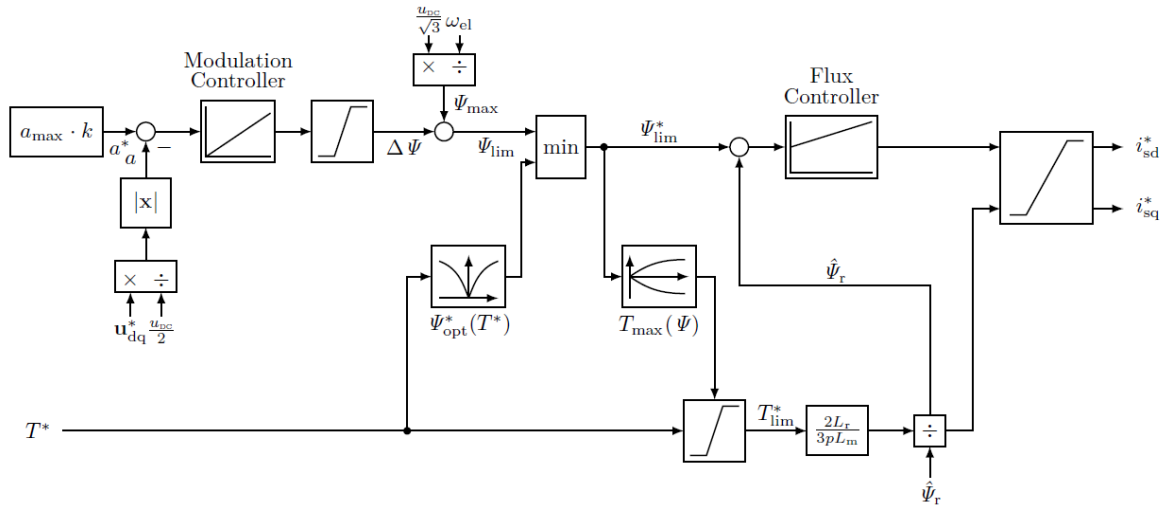 u_DC/√3 ω_el
× ÷
Modulation
Controller
Flux
Controller
Ψ_max
a_max · k
a*
a
−
ΔΨ
Ψ_lim
min
Ψ*_lim
i*_sd
|x|
i*_sq
× ÷
u*_dq u_DC/2
Ψ*_opt(T*)
T_max(Ψ)
Ψ̂_r
T*
T*_lim
2L_r/3pL_m
÷
Ψ̂_r